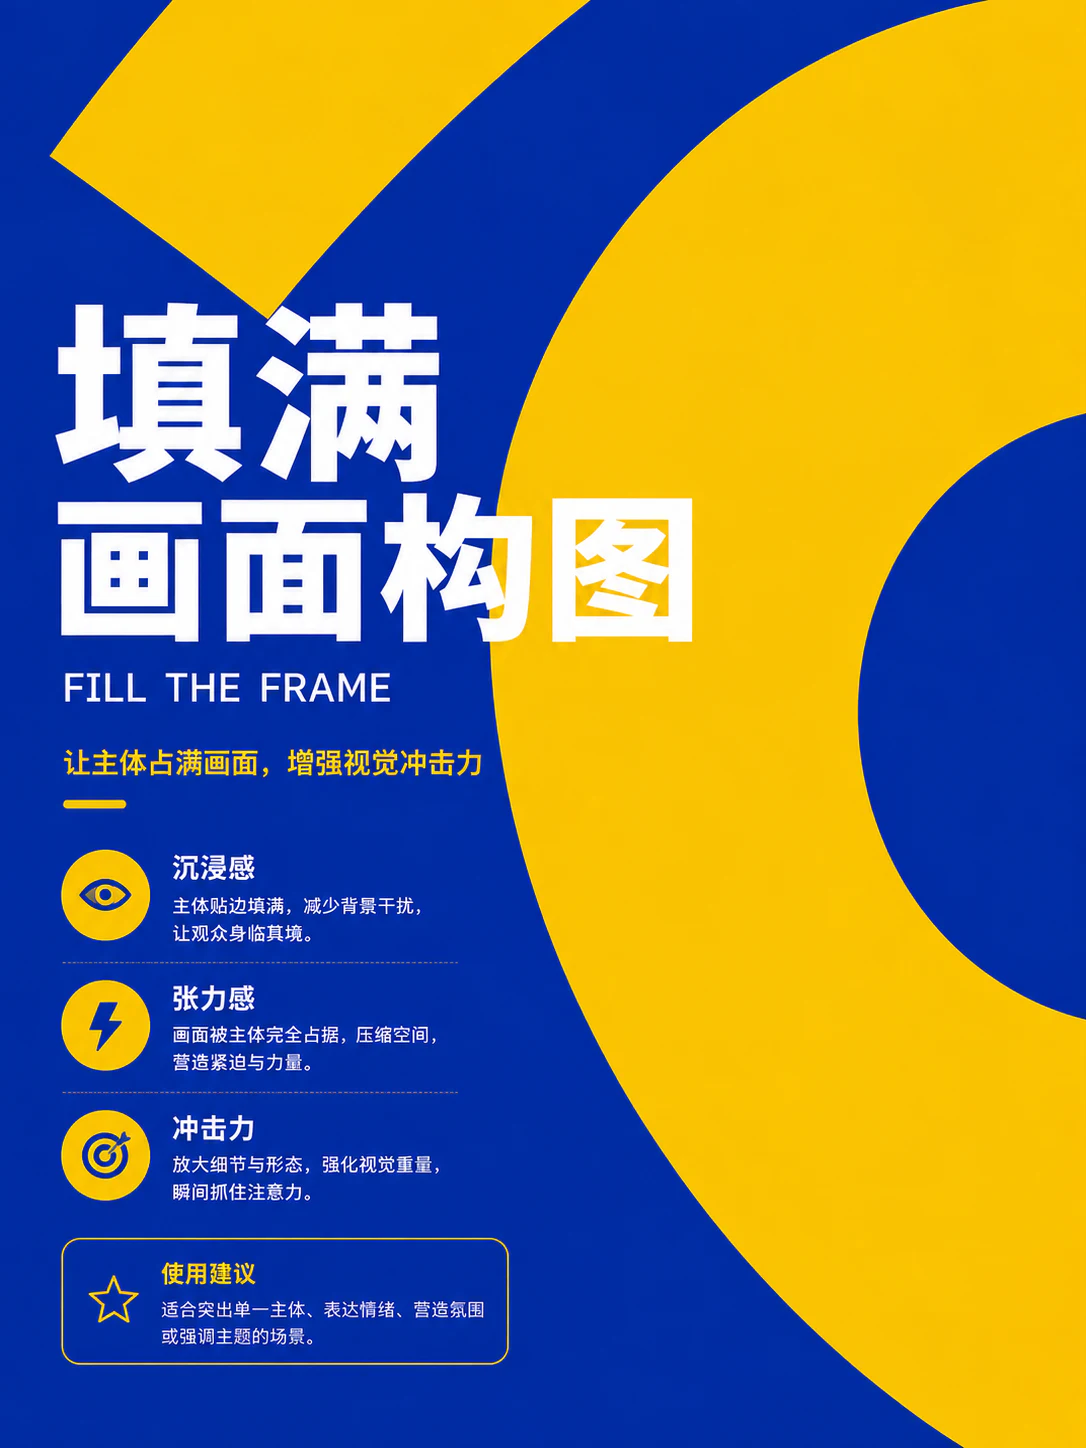 填满
画面构图
FILL THE FRAME
让主体占满画面，增强视觉冲击力
沉浸感
主体贴边填满，减少背景干扰，
让观众身临其境。
张力感
画面被主体完全占据，压缩空间，
营造紧迫与力量。
冲击力
放大细节与形态，强化视觉重量，
瞬间抓住注意力。
使用建议
适合突出单一主体、表达情绪、营造氛围
或强调主题的场景。